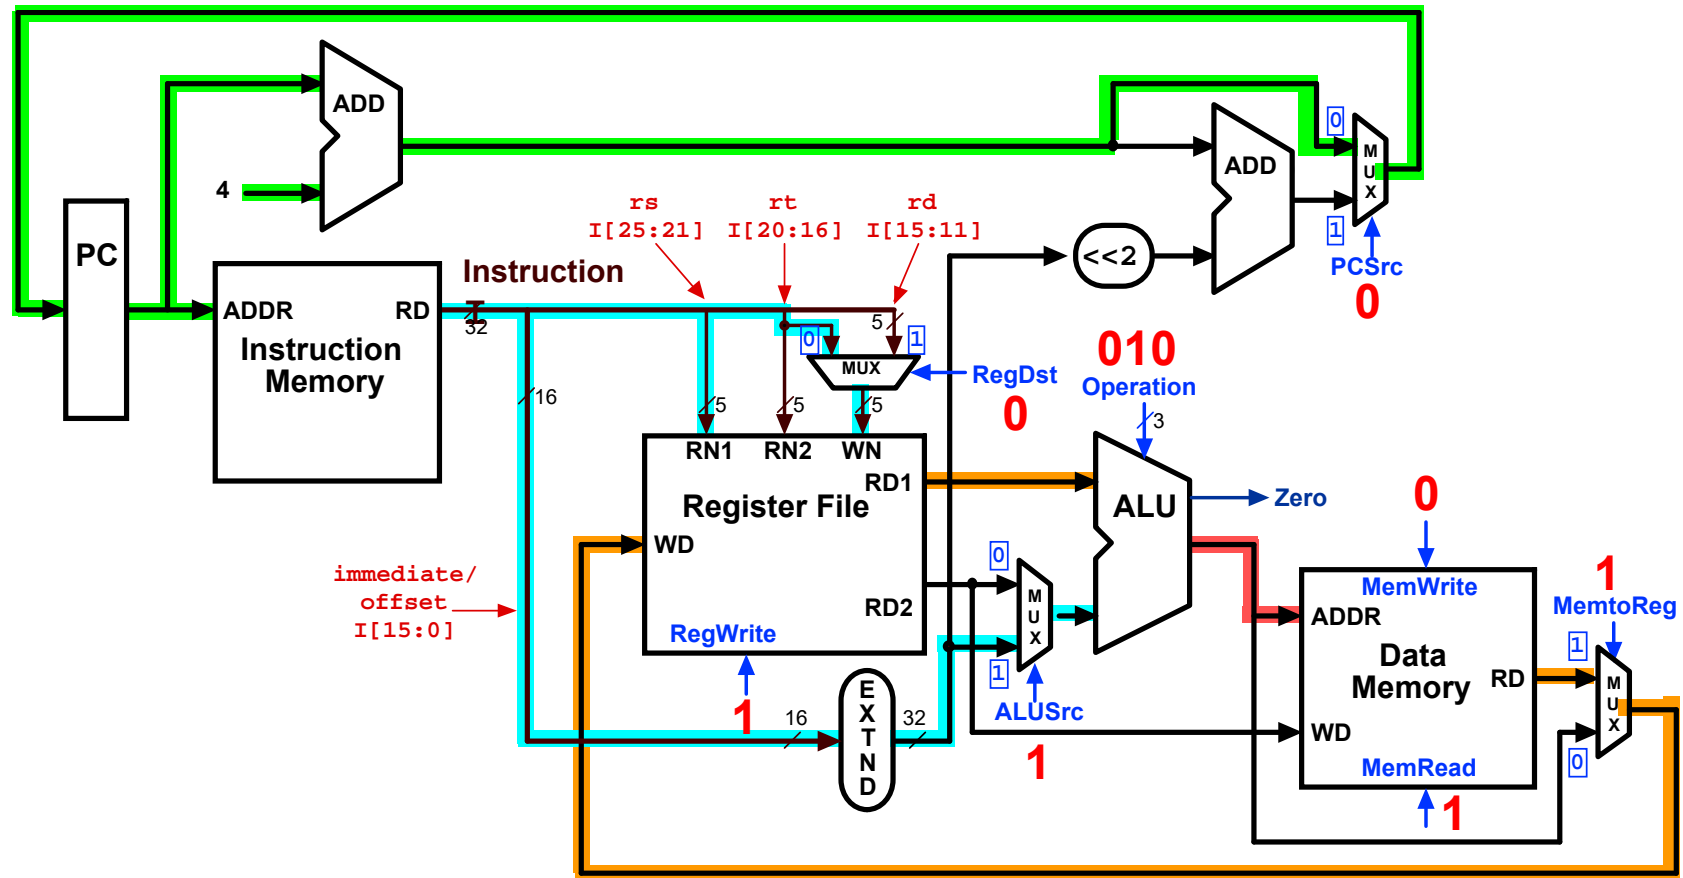 ADD
4
PC
ADDR
RD
Instruction
Memory
Instruction
I
32
rs
I[25:21]
rt
I[20:16]
rd
I[15:11]
ADD
<<2
0
M
U
X
1
PCSrc
0
5
0
1
MUX
RegDst
0
16
5
5
5
RN1
RN2
WN
RD1
Register File
WD
RD2
RegWrite
1
immediate/
offset
I[15:0]
16
E
X
T
N
D
32
0
M
U
X
1
ALUSrc
1
010
Operation
3
ALU
Zero
0
MemWrite
ADDR
Data
Memory
RD
WD
MemRead
1
1
MemtoReg
1
M
U
X
0